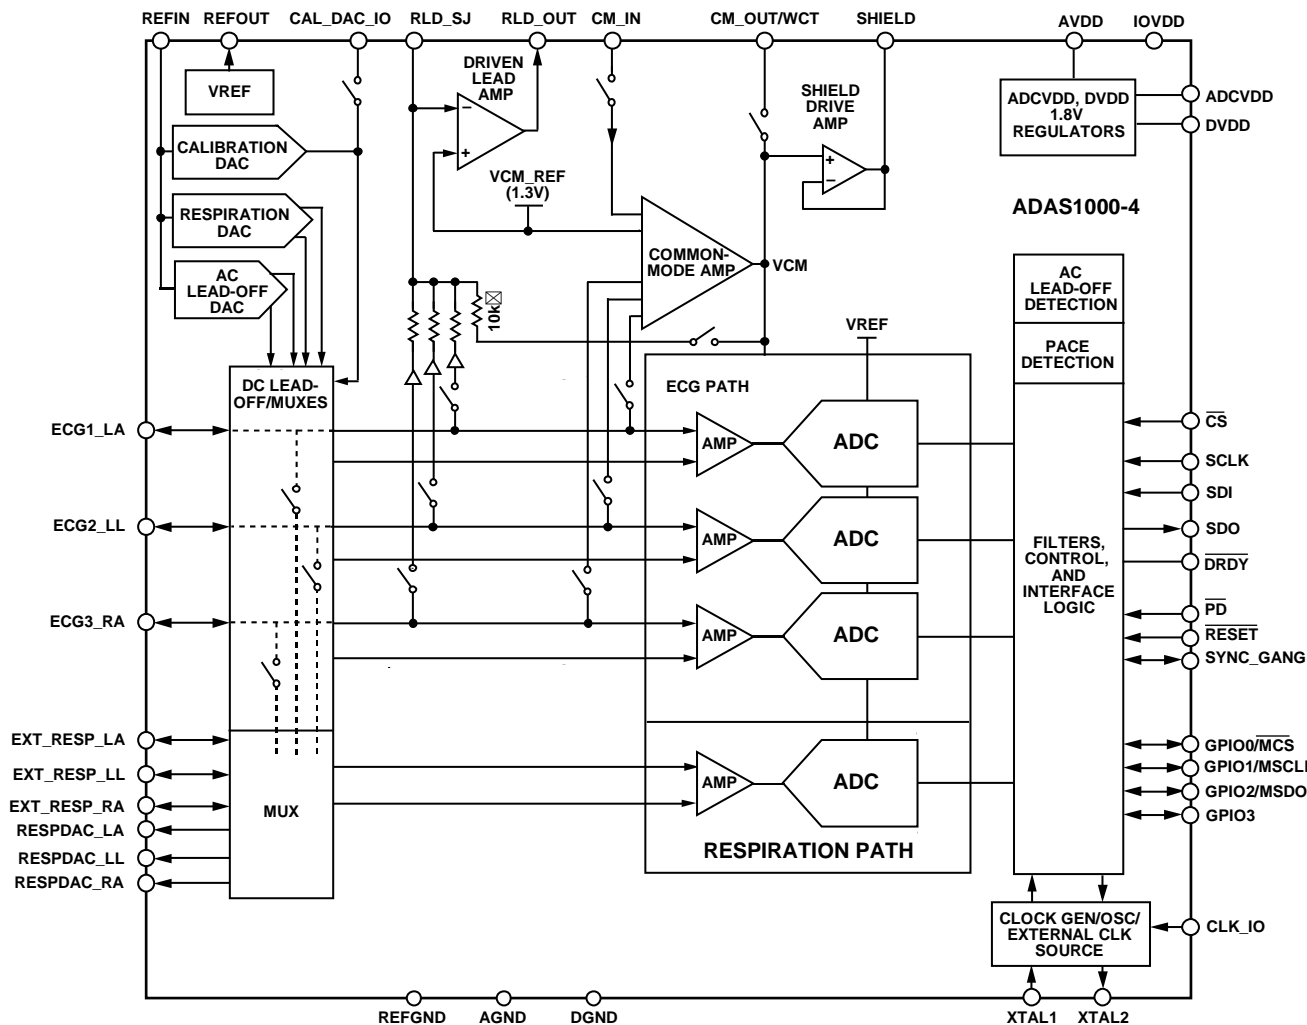 REFIN
REFOUT
CAL_DAC_IO
RLD_SJ
RLD_OUT
CM_IN
CM_OUT/WCT
SHIELD
AVDD
IOVDD
VREF
DRIVEN
LEAD
AMP
−
+
SHIELD
DRIVE
AMP
+
−
ADCVDD, DVDD
1.8V
REGULATORS
ADCVDD
DVDD
CALIBRATION
DAC
VCM_REF
(1.3V)
ADAS1000-4
RESPIRATION
DAC
COMMON-
MODE AMP
VCM
AC
LEAD-OFF
DAC
10k
AC
LEAD-OFF
DETECTION
VREF
PACE
DETECTION
DC LEAD-
OFF/MUXES
ECG PATH
ECG1_LA
AMP
ADC
CS
SCLK
SDI
ECG2_LL
AMP
ADC
SDO
FILTERS,
CONTROL,
AND
INTERFACE
LOGIC
DRDY
PD
ECG3_RA
AMP
ADC
RESET
SYNC_GANG
EXT_RESP_LA
EXT_RESP_LL
EXT_RESP_RA
RESPDAC_LA
RESPDAC_LL
RESPDAC_RA
MUX
AMP
ADC
RESPIRATION PATH
GPIO0/MCS
GPIO1/MSCL
GPIO2/MSDO
GPIO3
CLOCK GEN/OSC/
EXTERNAL CLK
SOURCE
CLK_IO
REFGND
AGND
DGND
XTAL1
XTAL2